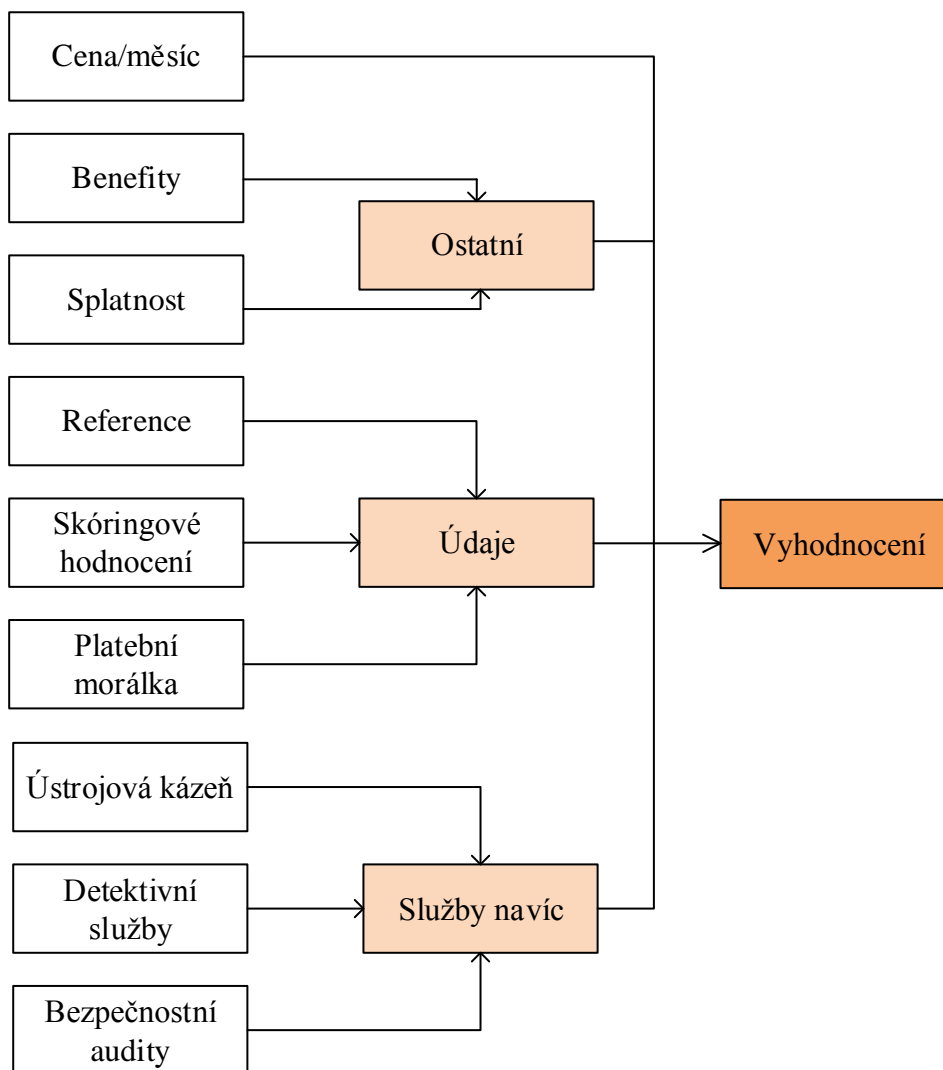 Cena/měsíc
Benefity
Ostatní
Splatnost
Reference
Skóringové
hodnocení
Údaje
Vyhodnocení
Platební
morálka
Ústrojová kázeň
Detektivní
služby
Služby navíc
Bezpečnostní
audity